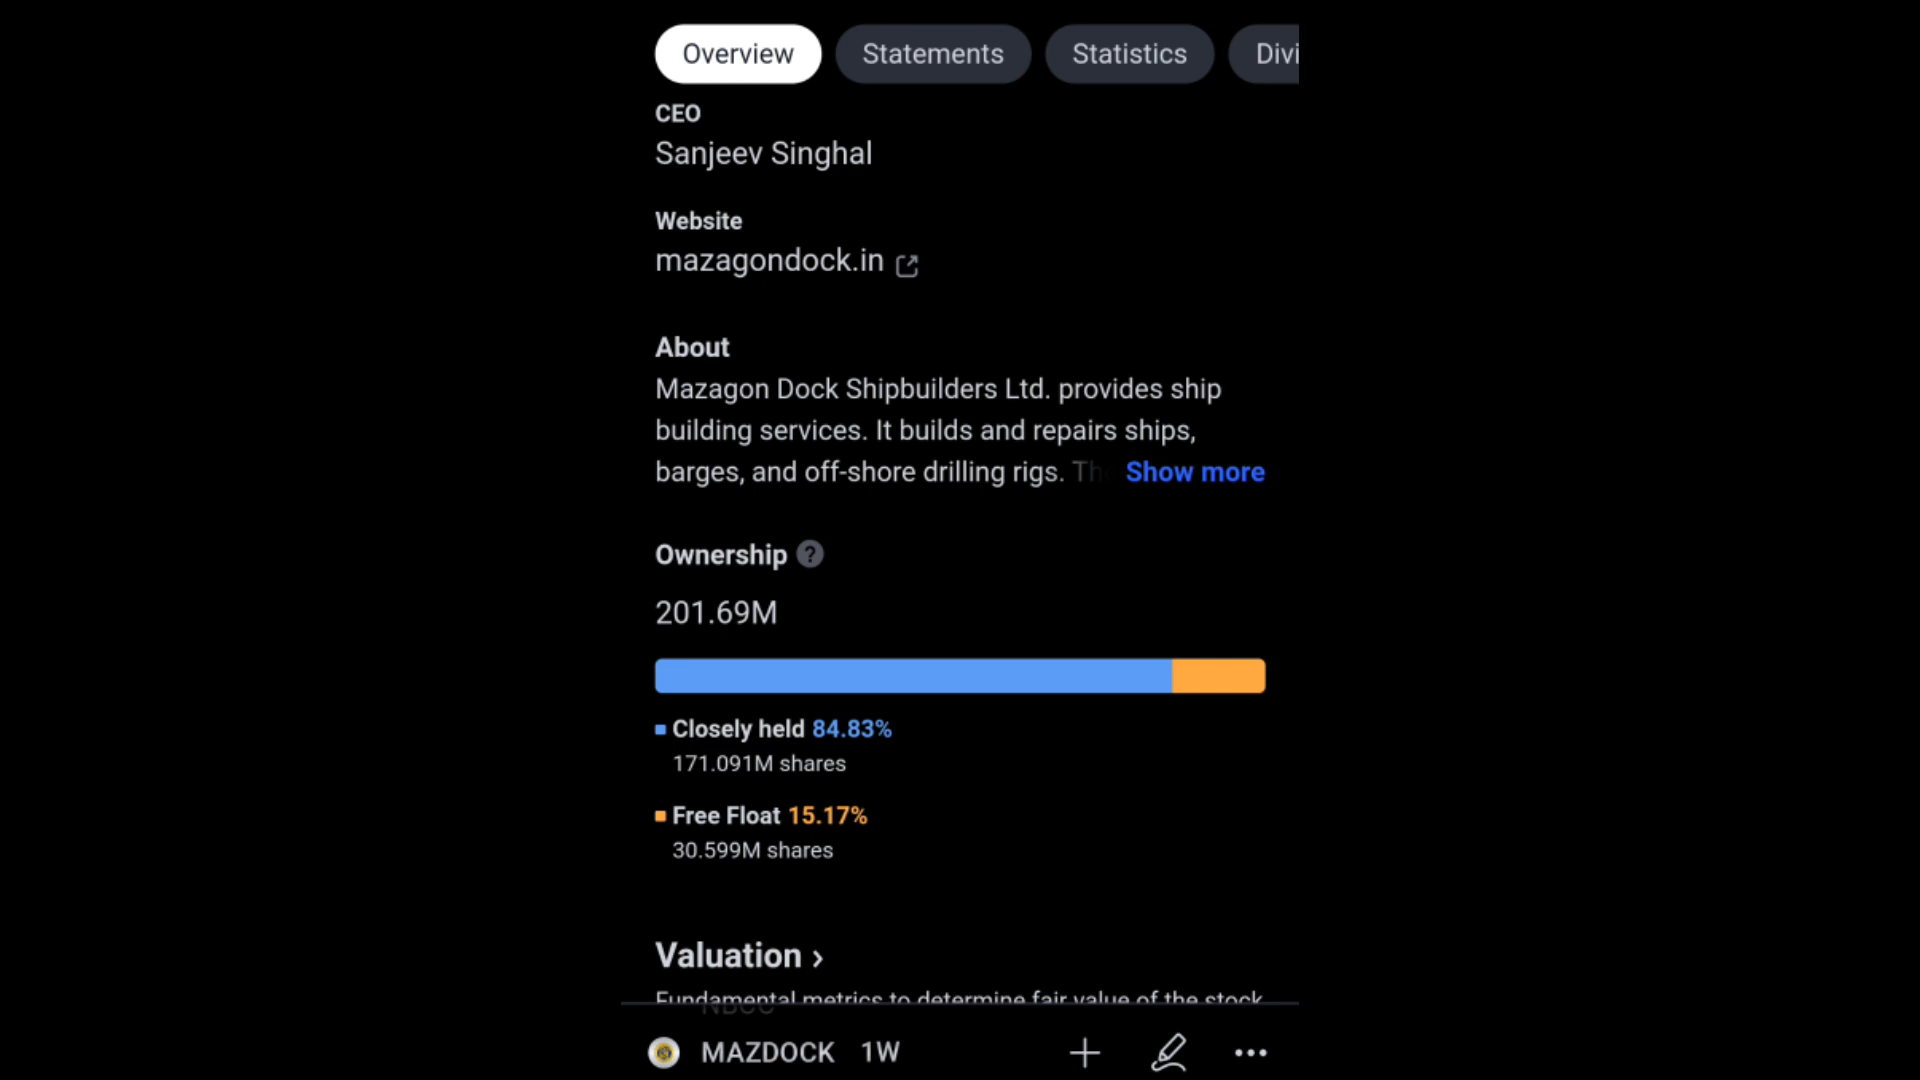 Overview Statements Statistics Divi
CEO
Sanjeev Singhal
Website
mazagondock.in
About
Mazagon Dock Shipbuilders Ltd. provides ship
building services. It builds and repairs ships,
barges, and off-shore drilling rigs. Th Show more
Ownership ?
201.69M
Closely held 84.83%
171.091M shares
Free Float 15.17%
30.599M shares
Valuation ›
Fundamental metrics to determine fair value of the stock
NBCC
MAZDOCK 1W